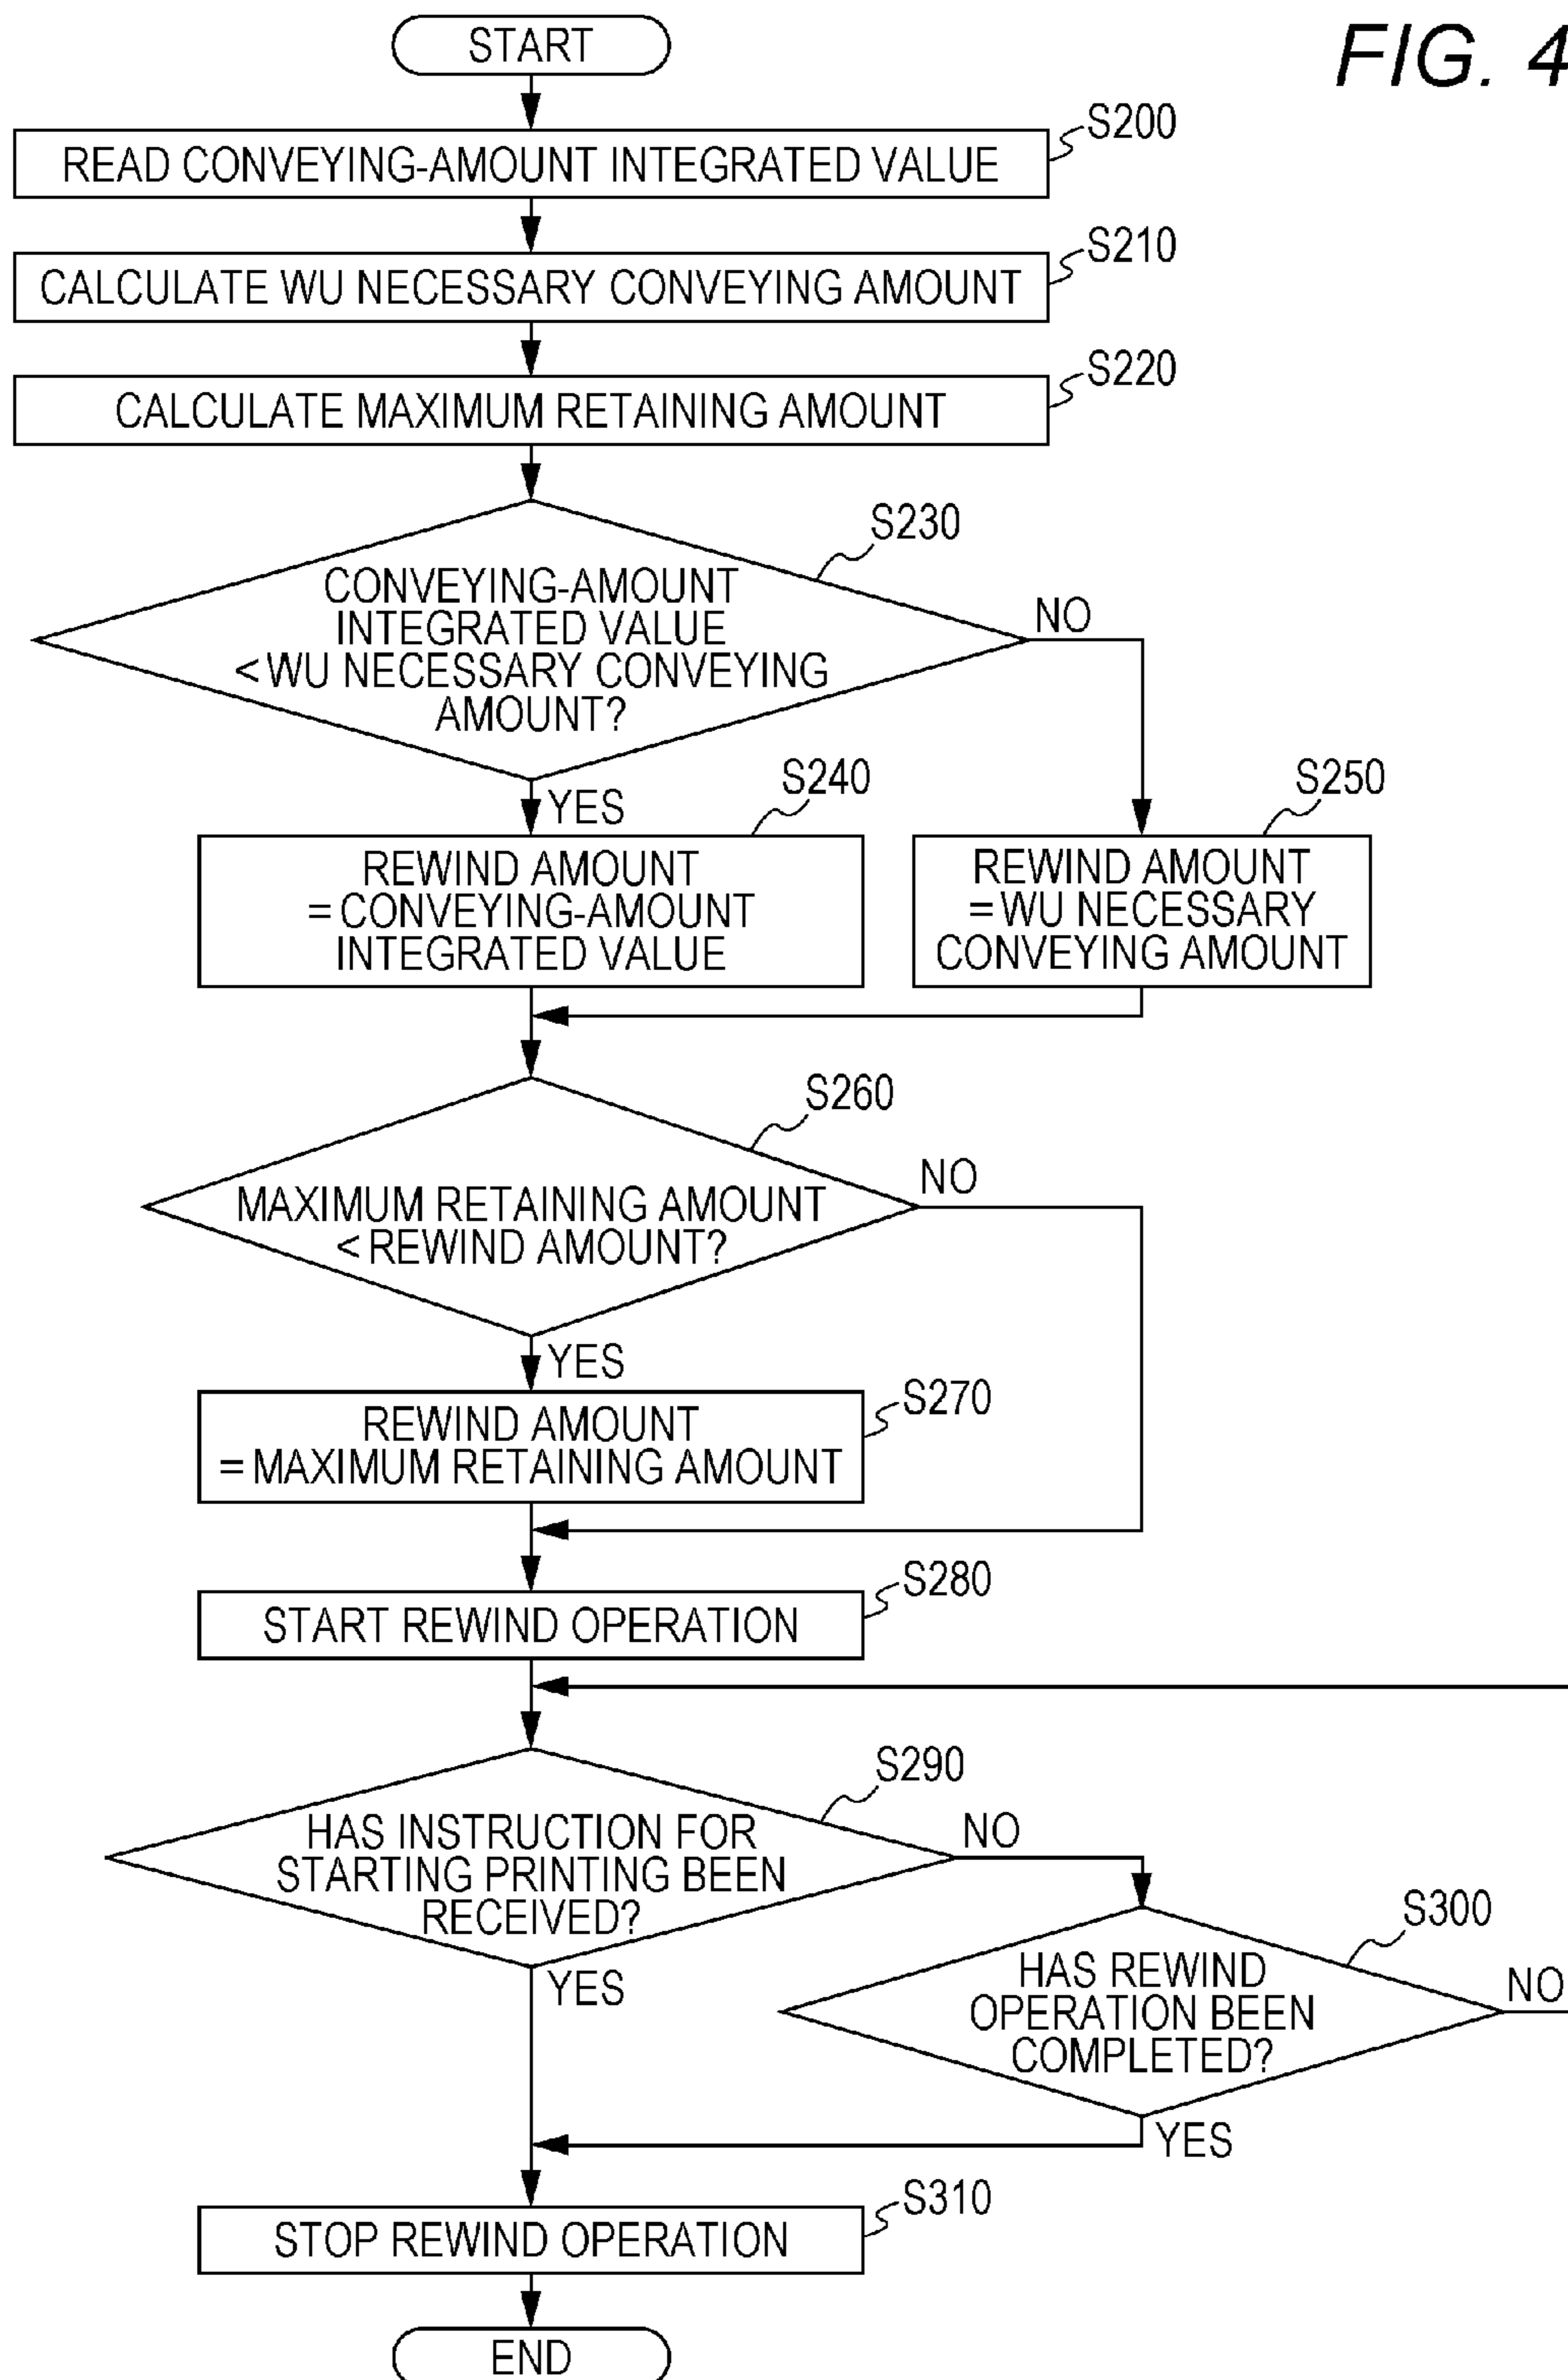 FIG. 4
START
S200
READ CONVEYING-AMOUNT INTEGRATED VALUE
S210
CALCULATE WU NECESSARY CONVEYING AMOUNT
S220
CALCULATE MAXIMUM RETAINING AMOUNT
S230
CONVEYING-AMOUNT
INTEGRATED VALUE
< WU NECESSARY CONVEYING
AMOUNT?
NO
YES
S240
REWIND AMOUNT
= CONVEYING-AMOUNT
INTEGRATED VALUE
S250
REWIND AMOUNT
= WU NECESSARY
CONVEYING AMOUNT
S260
MAXIMUM RETAINING AMOUNT
< REWIND AMOUNT?
NO
YES
S270
REWIND AMOUNT
= MAXIMUM RETAINING AMOUNT
S280
START REWIND OPERATION
S290
HAS INSTRUCTION FOR
STARTING PRINTING BEEN
RECEIVED?
NO
YES
S300
HAS REWIND
OPERATION BEEN
COMPLETED?
NO
YES
S310
STOP REWIND OPERATION
END